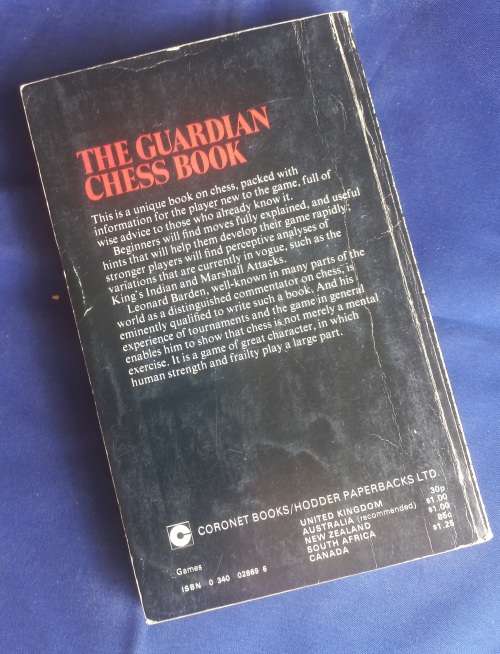 THE GUARDIAN
CHESS BOOK
This is a unique book on chess, packed with
information for the player new to the game, full of
wise advice to those who already know it.
Beginners will find moves fully explained, and useful
hints that will help them develop their game rapidly;
stronger players will find perceptive analyses of
variations that are currently in vogue, such as the
King's Indian and Marshall Attacks.
Leonard Barden, well-known in many parts of the
world as a distinguished commentator on chess, is
eminently qualified to write such a book. And his
experience of tournaments and the game in general
enables him to show that chess is not merely a mental
exercise. It is a game of great character, in which
human strength and frailty play a large part.
CORONET BOOKS/HODDER PAPERBACKS LTD.
UNITED KINGDOM 30p
AUSTRALIA (recommended) $1.00
NEW ZEALAND $1.00
SOUTH AFRICA 85c
CANADA $1.25
Games
ISBN 0 340 02865